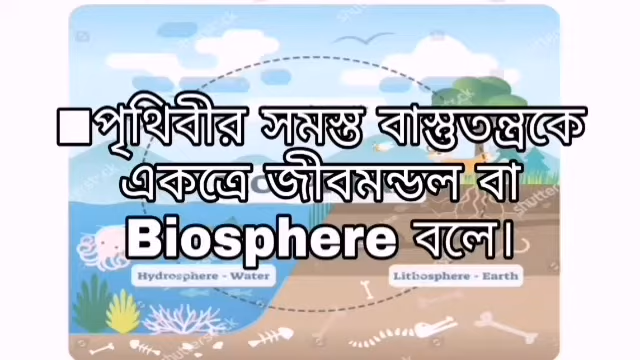 ■পৃথিবীর সমস্ত বাস্তুতন্ত্রকে
একত্রে জীবমন্ডল বা
Biosphere বলে।
Hydrosphere - Water
Lithosphere - Earth